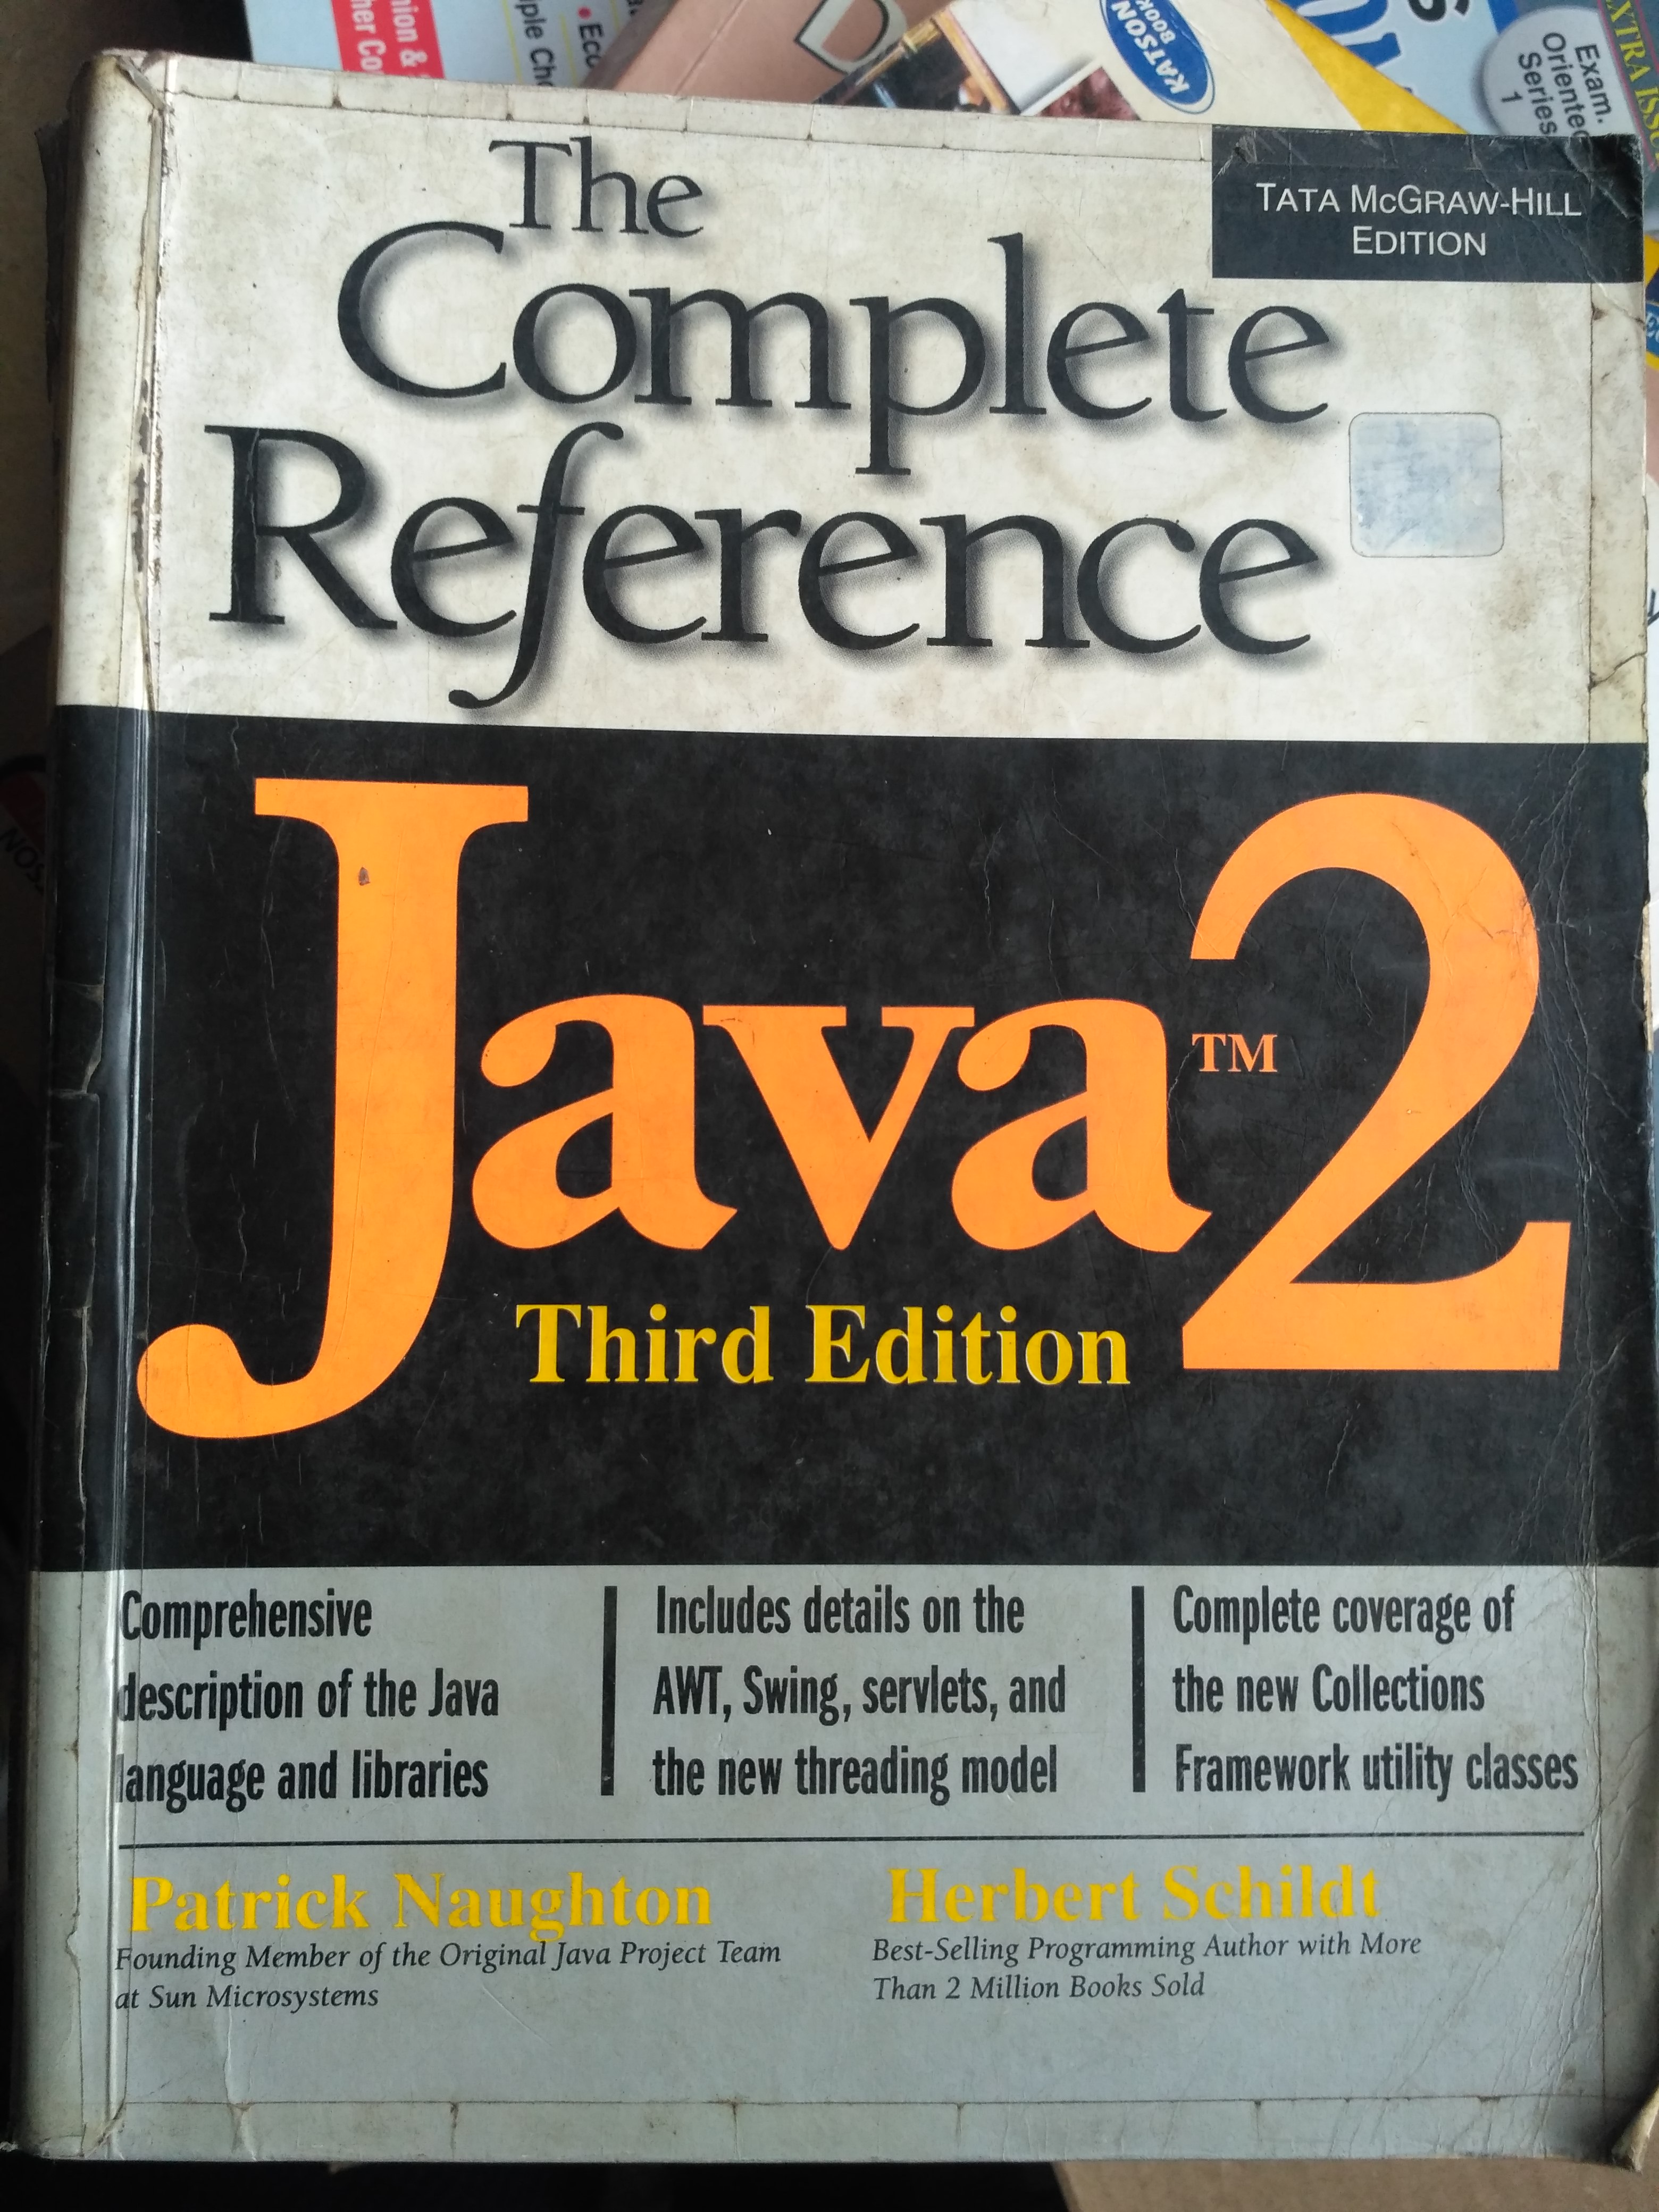 KATSON
BOOK
Exam.
Oriented
Series
1
TATA McGRAW-HILL
EDITION
The
Complete
Reference
Java™ 2
Third Edition
Comprehensive
description of the Java
language and libraries
Includes details on the
AWT, Swing, servlets, and
the new threading model
Complete coverage of
the new Collections
Framework utility classes
Patrick Naughton
Founding Member of the Original Java Project Team
at Sun Microsystems
Herbert Schildt
Best-Selling Programming Author with More
Than 2 Million Books Sold